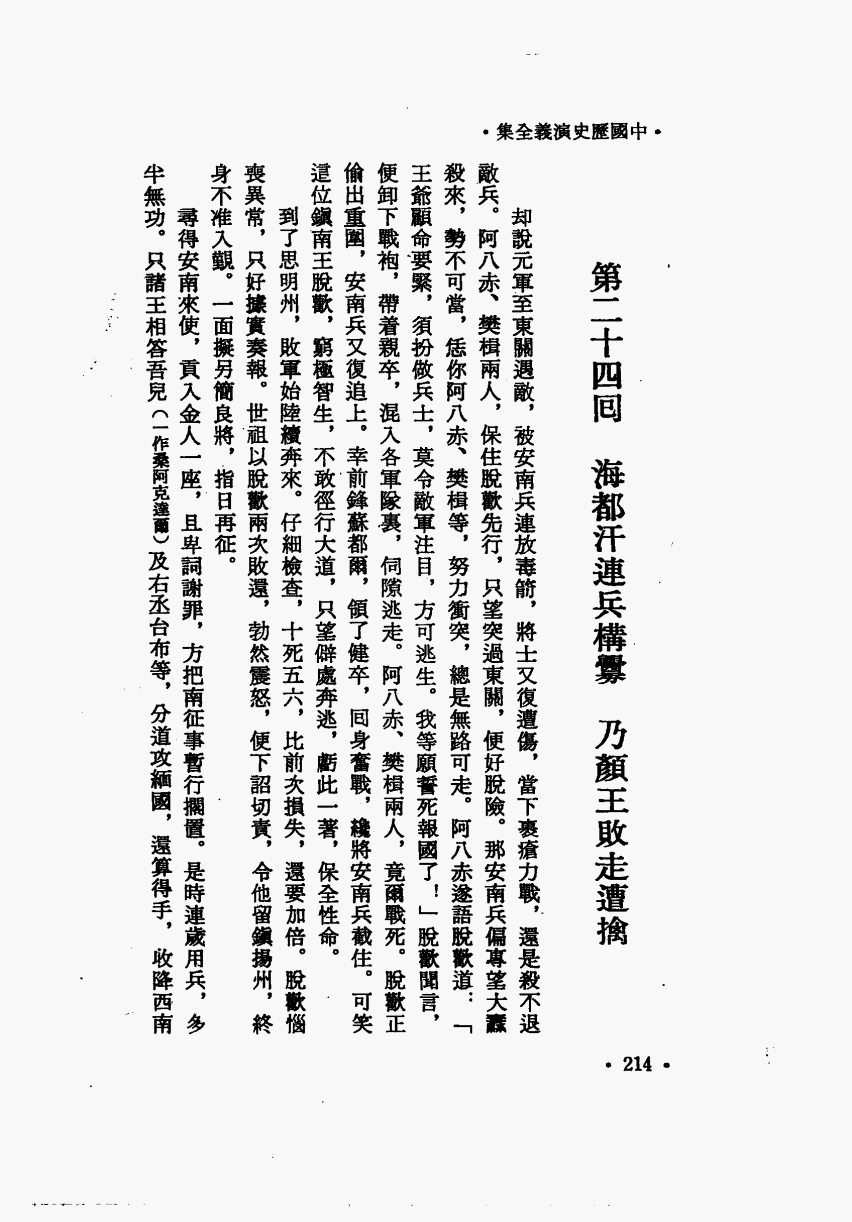 •中國歷史演義全集•
第二十四回　海都汗連兵構釁　乃顏王敗走遭擒
却說元軍至東關遇敵，被安南兵連放毒箭，將士又復遭傷，當下裹瘡力戰，還是殺不退
敵兵。阿八赤、樊楫兩人，保住脫歡先行，只望突過東關，便好脫險。那安南兵偏專望大纛
殺來，勢不可當，恁你阿八赤、樊楫等，努力衝突，總是無路可走。阿八赤遂語脫歡道：「
王爺顧命要緊，須扮做兵士，莫令敵軍注目，方可逃生。我等願誓死報國了！」脫歡聞言，
便卸下戰袍，帶着親卒，混入各軍隊裏，伺隙逃走。阿八赤、樊楫兩人，竟爾戰死。脫歡正
偷出重圍，安南兵又復追上。幸前鋒蘇都爾，領了健卒，回身奮戰，纔將安南兵截住。可笑
這位鎮南王脫歡，窮極智生，不敢徑行大道，只望僻處奔逃，虧此一著，保全性命。
到了思明州，敗軍始陸續奔來。仔細檢查，十死五六，比前次損失，還要加倍。脫歡惱
喪異常，只好據實奏報。世祖以脫歡兩次敗還，勃然震怒，便下詔切責，令他留鎮揚州，終
身不准入覲。一面擬另簡良將，指日再征。
尋得安南來使，貢入金人一座，且卑詞謝罪，方把南征事暫行擱置。是時連歲用兵，多
半無功。只諸王相答吾兒（一作桑阿克達爾）及右丞台布等，分道攻緬國，還算得手，收降西南
•214•